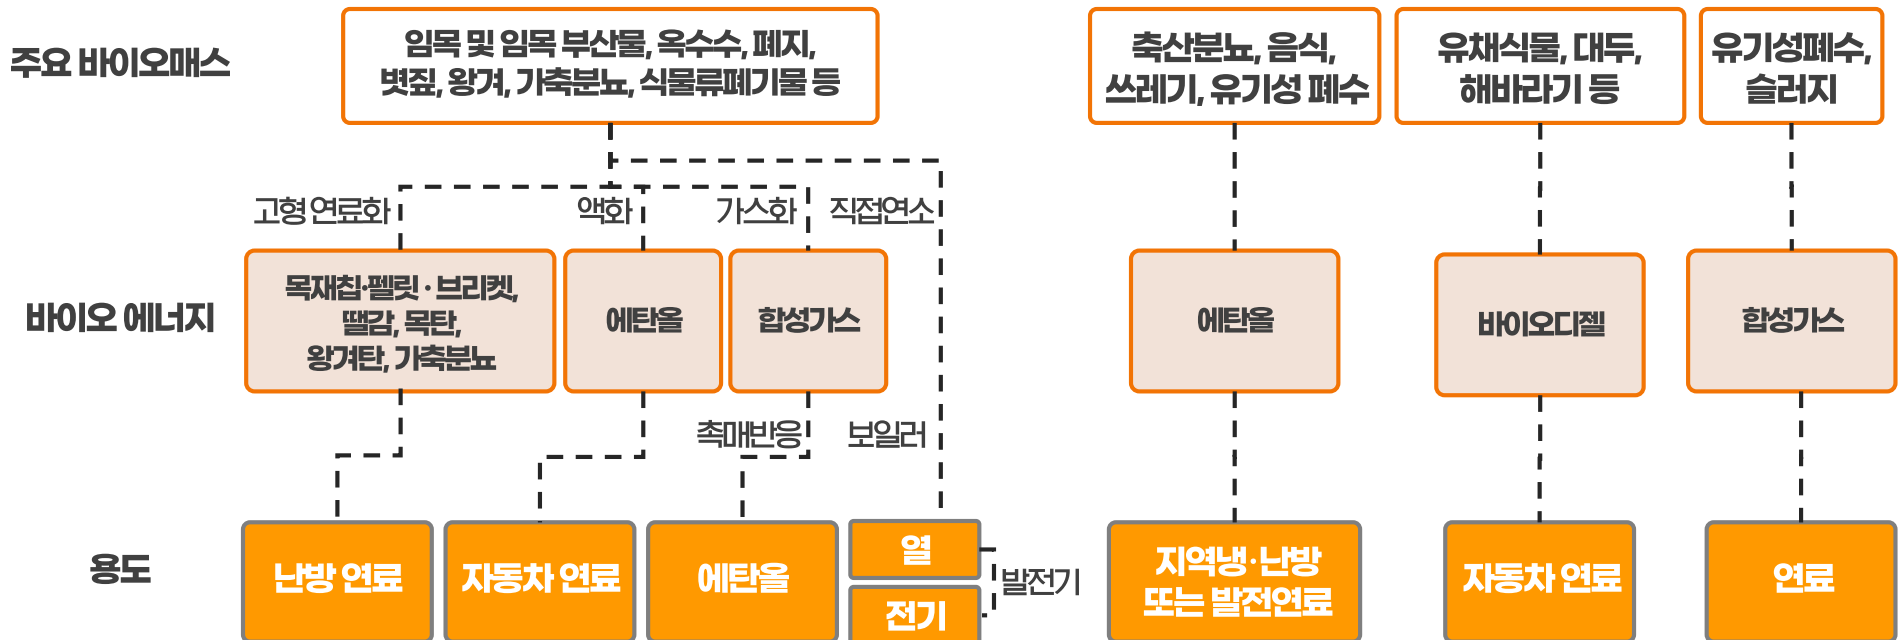 주요 바이오매스
임목 및 임목 부산물, 옥수수, 폐지,
볏짚, 왕겨, 가축분뇨, 식물류폐기물 등
축산분뇨, 음식,
쓰레기, 유기성 폐수
유채식물, 대두,
해바라기 등
유기성폐수,
슬러지
고형 연료화
액화
가스화
직접연소
바이오 에너지
목재칩·펠릿·브리켓,
땔감, 목탄,
왕겨탄, 가축분뇨
에탄올
합성가스
에탄올
바이오디젤
합성가스
촉매반응
보일러
용도
난방 연료
자동차 연료
에탄올
열
전기
발전기
지역냉·난방
또는 발전연료
자동차 연료
연료